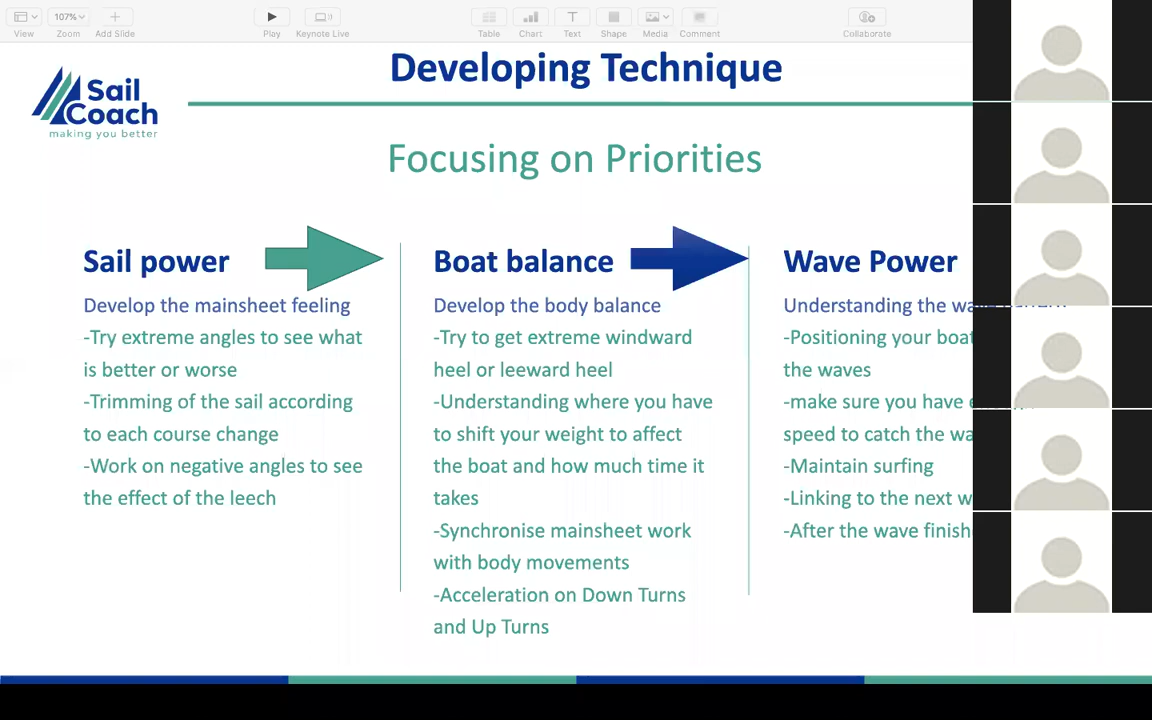 107%
View
Zoom
Add Slide
Play
Keynote Live
Table
Chart
Text
Shape
Media
Comment
Collaborate
Developing Technique
Sail
Coach
making you better
Focusing on Priorities
Sail power
Develop the mainsheet feeling
-Try extreme angles to see what
is better or worse
-Trimming of the sail according
to each course change
-Work on negative angles to see
the effect of the leech
Boat balance
Develop the body balance
-Try to get extreme windward
heel or leeward heel
-Understanding where you have
to shift your weight to affect
the boat and how much time it
takes
-Synchronise mainsheet work
with body movements
-Acceleration on Down Turns
and Up Turns
Wave Power
Understanding the
-Positioning your boat
the waves
-make sure you have
speed to catch the
-Maintain surfing
-Linking to the next
-After the wave